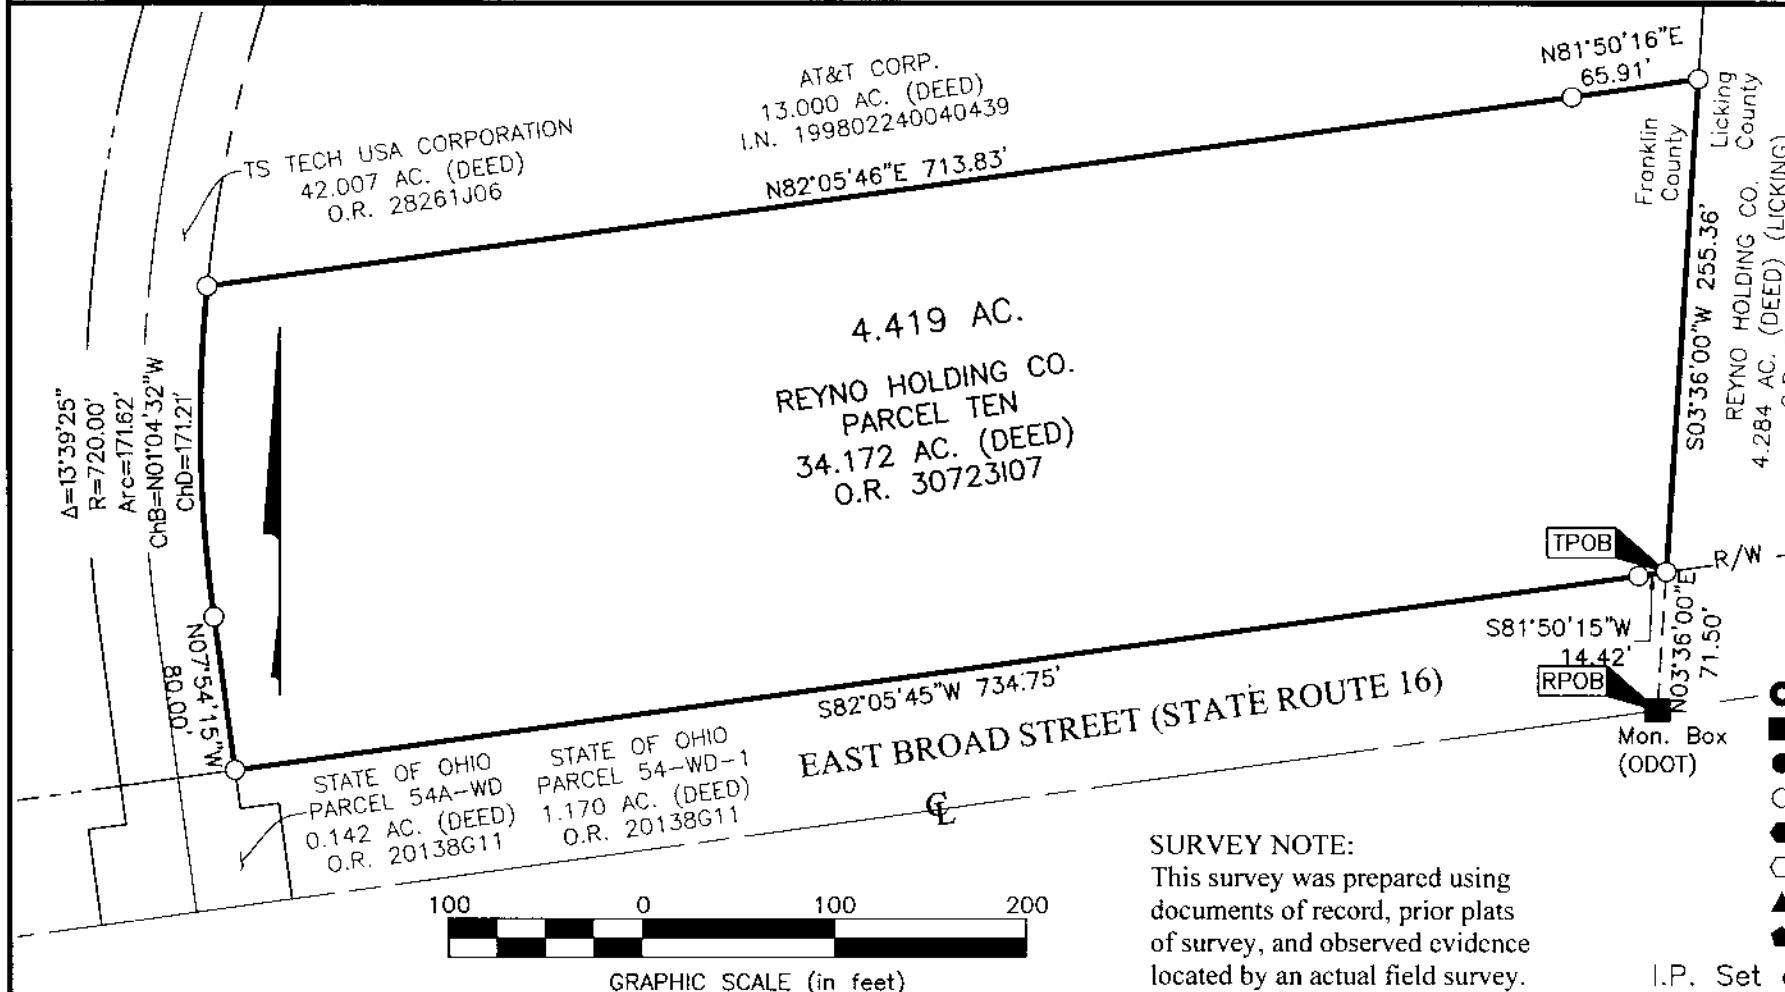 N81°50'16"E
65.91'
AT&T CORP.
13.000 AC. (DEED)
I.N. 199802240040439
TS TECH USA CORPORATION
42.007 AC. (DEED)
O.R. 28261J06
N82°05'46"E 713.83'
Franklin
County
Licking
County
S03°36'00"W 255.36'
REYNO HOLDING CO.
4.284 AC. (DEED) (LICKING)
4.419 AC.
REYNO HOLDING CO.
PARCEL TEN
34.172 AC. (DEED)
O.R. 30723I07
Δ=13°39'25"
R=720.00'
Arc=171.62'
ChB=N01°04'32"W
ChD=171.21'
N07°54'15"W
80.00'
TPOB
R/W
S81°50'15"W
14.42'
N03°36'00"E
71.50'
RPOB
Mon. Box
(ODOT)
S82°05'45"W 734.75'
EAST BROAD STREET (STATE ROUTE 16)
STATE OF OHIO
PARCEL 54A-WD
0.142 AC. (DEED)
O.R. 20138G11
STATE OF OHIO
PARCEL 54-WD-1
1.170 AC. (DEED)
O.R. 20138G11
CL
100 0 100 200
GRAPHIC SCALE (in feet)
SURVEY NOTE:
This survey was prepared using
documents of record, prior plats
of survey, and observed evidence
located by an actual field survey.
I.P. Set